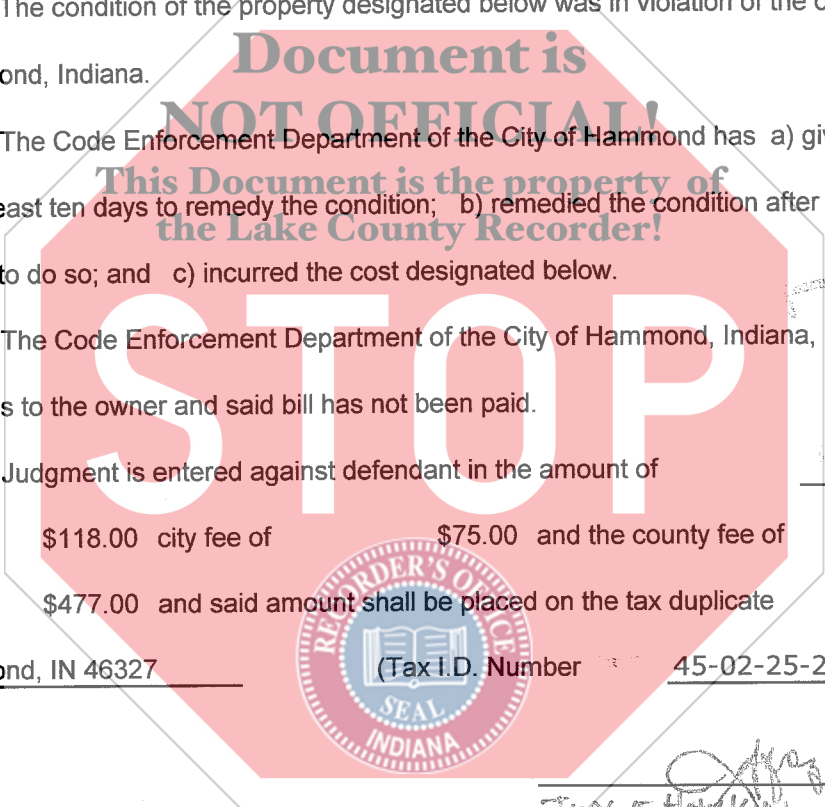 The condition of the property designated below was in violation of the
Document is
ond, Indiana.
NOT OFFICIAL!
The Code Enforcement Department of the City of Hammond has a) giv
This Document is the property of
east ten days to remedy the condition; b) remedied the condition after
the Lake County Recorder!
to do so; and c) incurred the cost designated below.
STOP
The Code Enforcement Department of the City of Hammond, Indiana,
s to the owner and said bill has not been paid.
Judgment is entered against defendant in the amount of
$118.00 city fee of $75.00 and the county fee of
$477.00 and said amount shall be placed on the tax duplicate
RECORDER'S OFFICE
ond, IN 46327 (Tax I.D. Number 45-02-25-2
SEAL
INDIANA